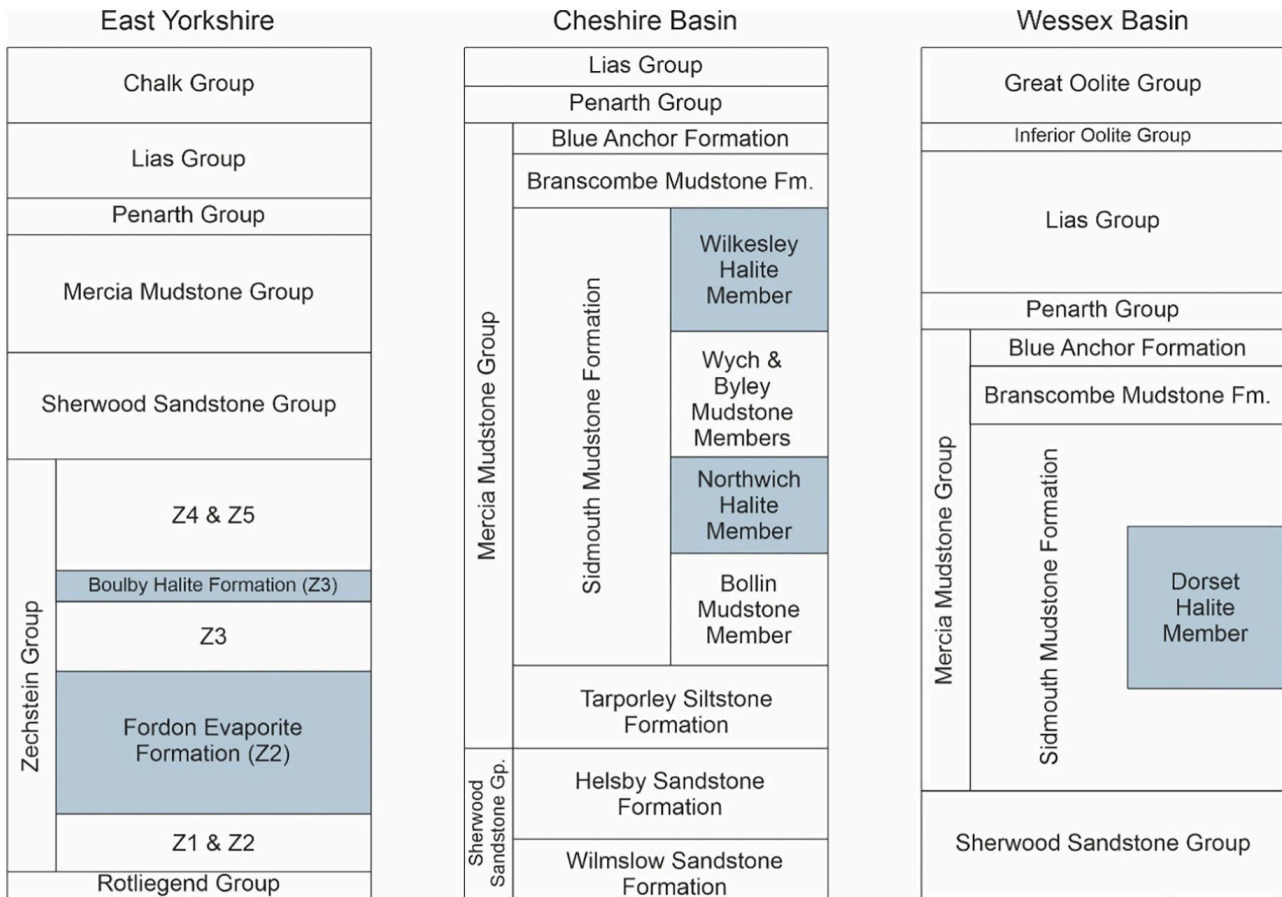 East Yorkshire
Chalk Group
Lias Group
Penarth Group
Mercia Mudstone Group
Sherwood Sandstone Group
Zechstein Group
Z4 & Z5
Boulby Halite Formation (Z3)
Z3
Fordon Evaporite
Formation (Z2)
Z1 & Z2
Rotliegend Group
Cheshire Basin
Lias Group
Penarth Group
Mercia Mudstone Group
Blue Anchor Formation
Branscombe Mudstone Fm.
Sidmouth Mudstone Formation
Wilkesley
Halite
Member
Wych &
Byley
Mudstone
Members
Northwich
Halite
Member
Bollin
Mudstone
Member
Tarporley Siltstone
Formation
Sherwood
Sandstone Gp.
Helsby Sandstone
Formation
Wilmslow Sandstone
Formation
Wessex Basin
Great Oolite Group
Inferior Oolite Group
Lias Group
Penarth Group
Mercia Mudstone Group
Blue Anchor Formation
Branscombe Mudstone Fm.
Sidmouth Mudstone Formation
Dorset
Halite
Member
Sherwood Sandstone Group